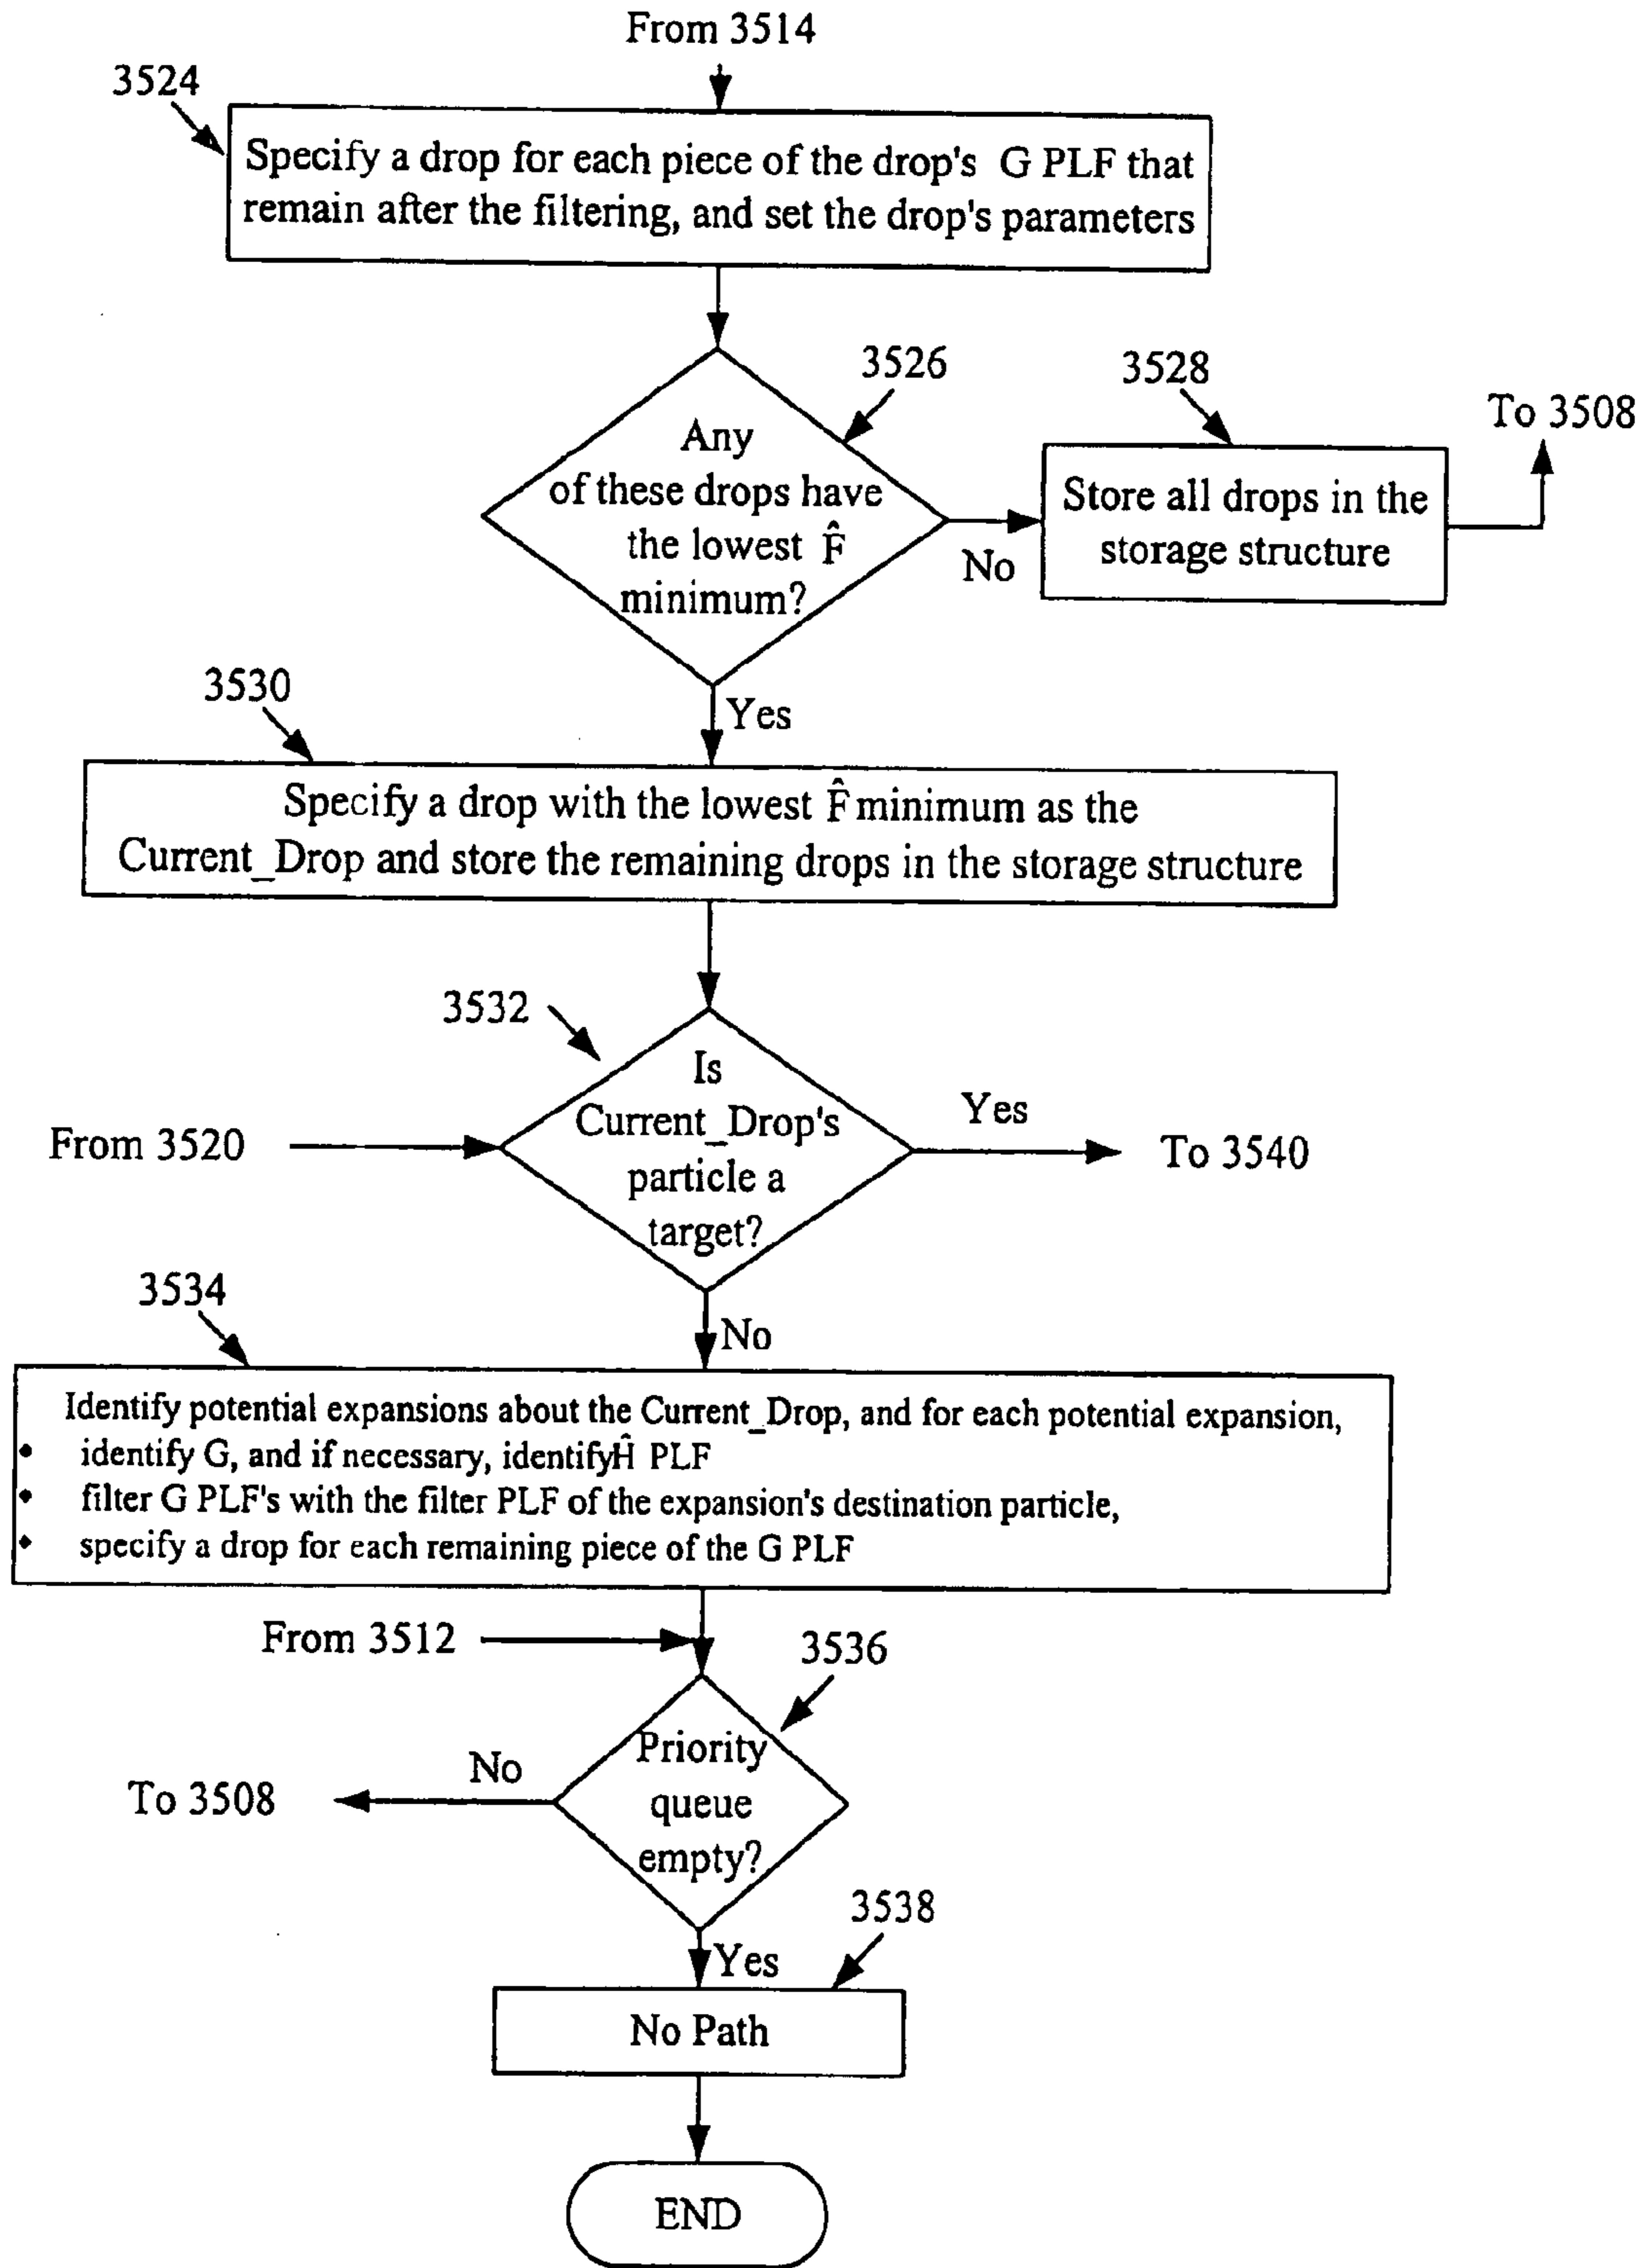 From 3514
3524
Specify a drop for each piece of the drop's G PLF that
remain after the filtering, and set the drop's parameters
3526
3528
To 3508
Any
of these drops have
the lowest F̂
minimum?
No
Store all drops in the
storage structure
Yes
3530
Specify a drop with the lowest F̂ minimum as the
Current_Drop and store the remaining drops in the storage structure
3532
Is
Current_Drop's
particle a
target?
Yes
From 3520
To 3540
No
3534
Identify potential expansions about the Current_Drop, and for each potential expansion,
• identify G, and if necessary, identify Ĥ PLF
• filter G PLF's with the filter PLF of the expansion's destination particle,
• specify a drop for each remaining piece of the G PLF
From 3512
3536
Priority
queue
empty?
No
To 3508
Yes
3538
No Path
END